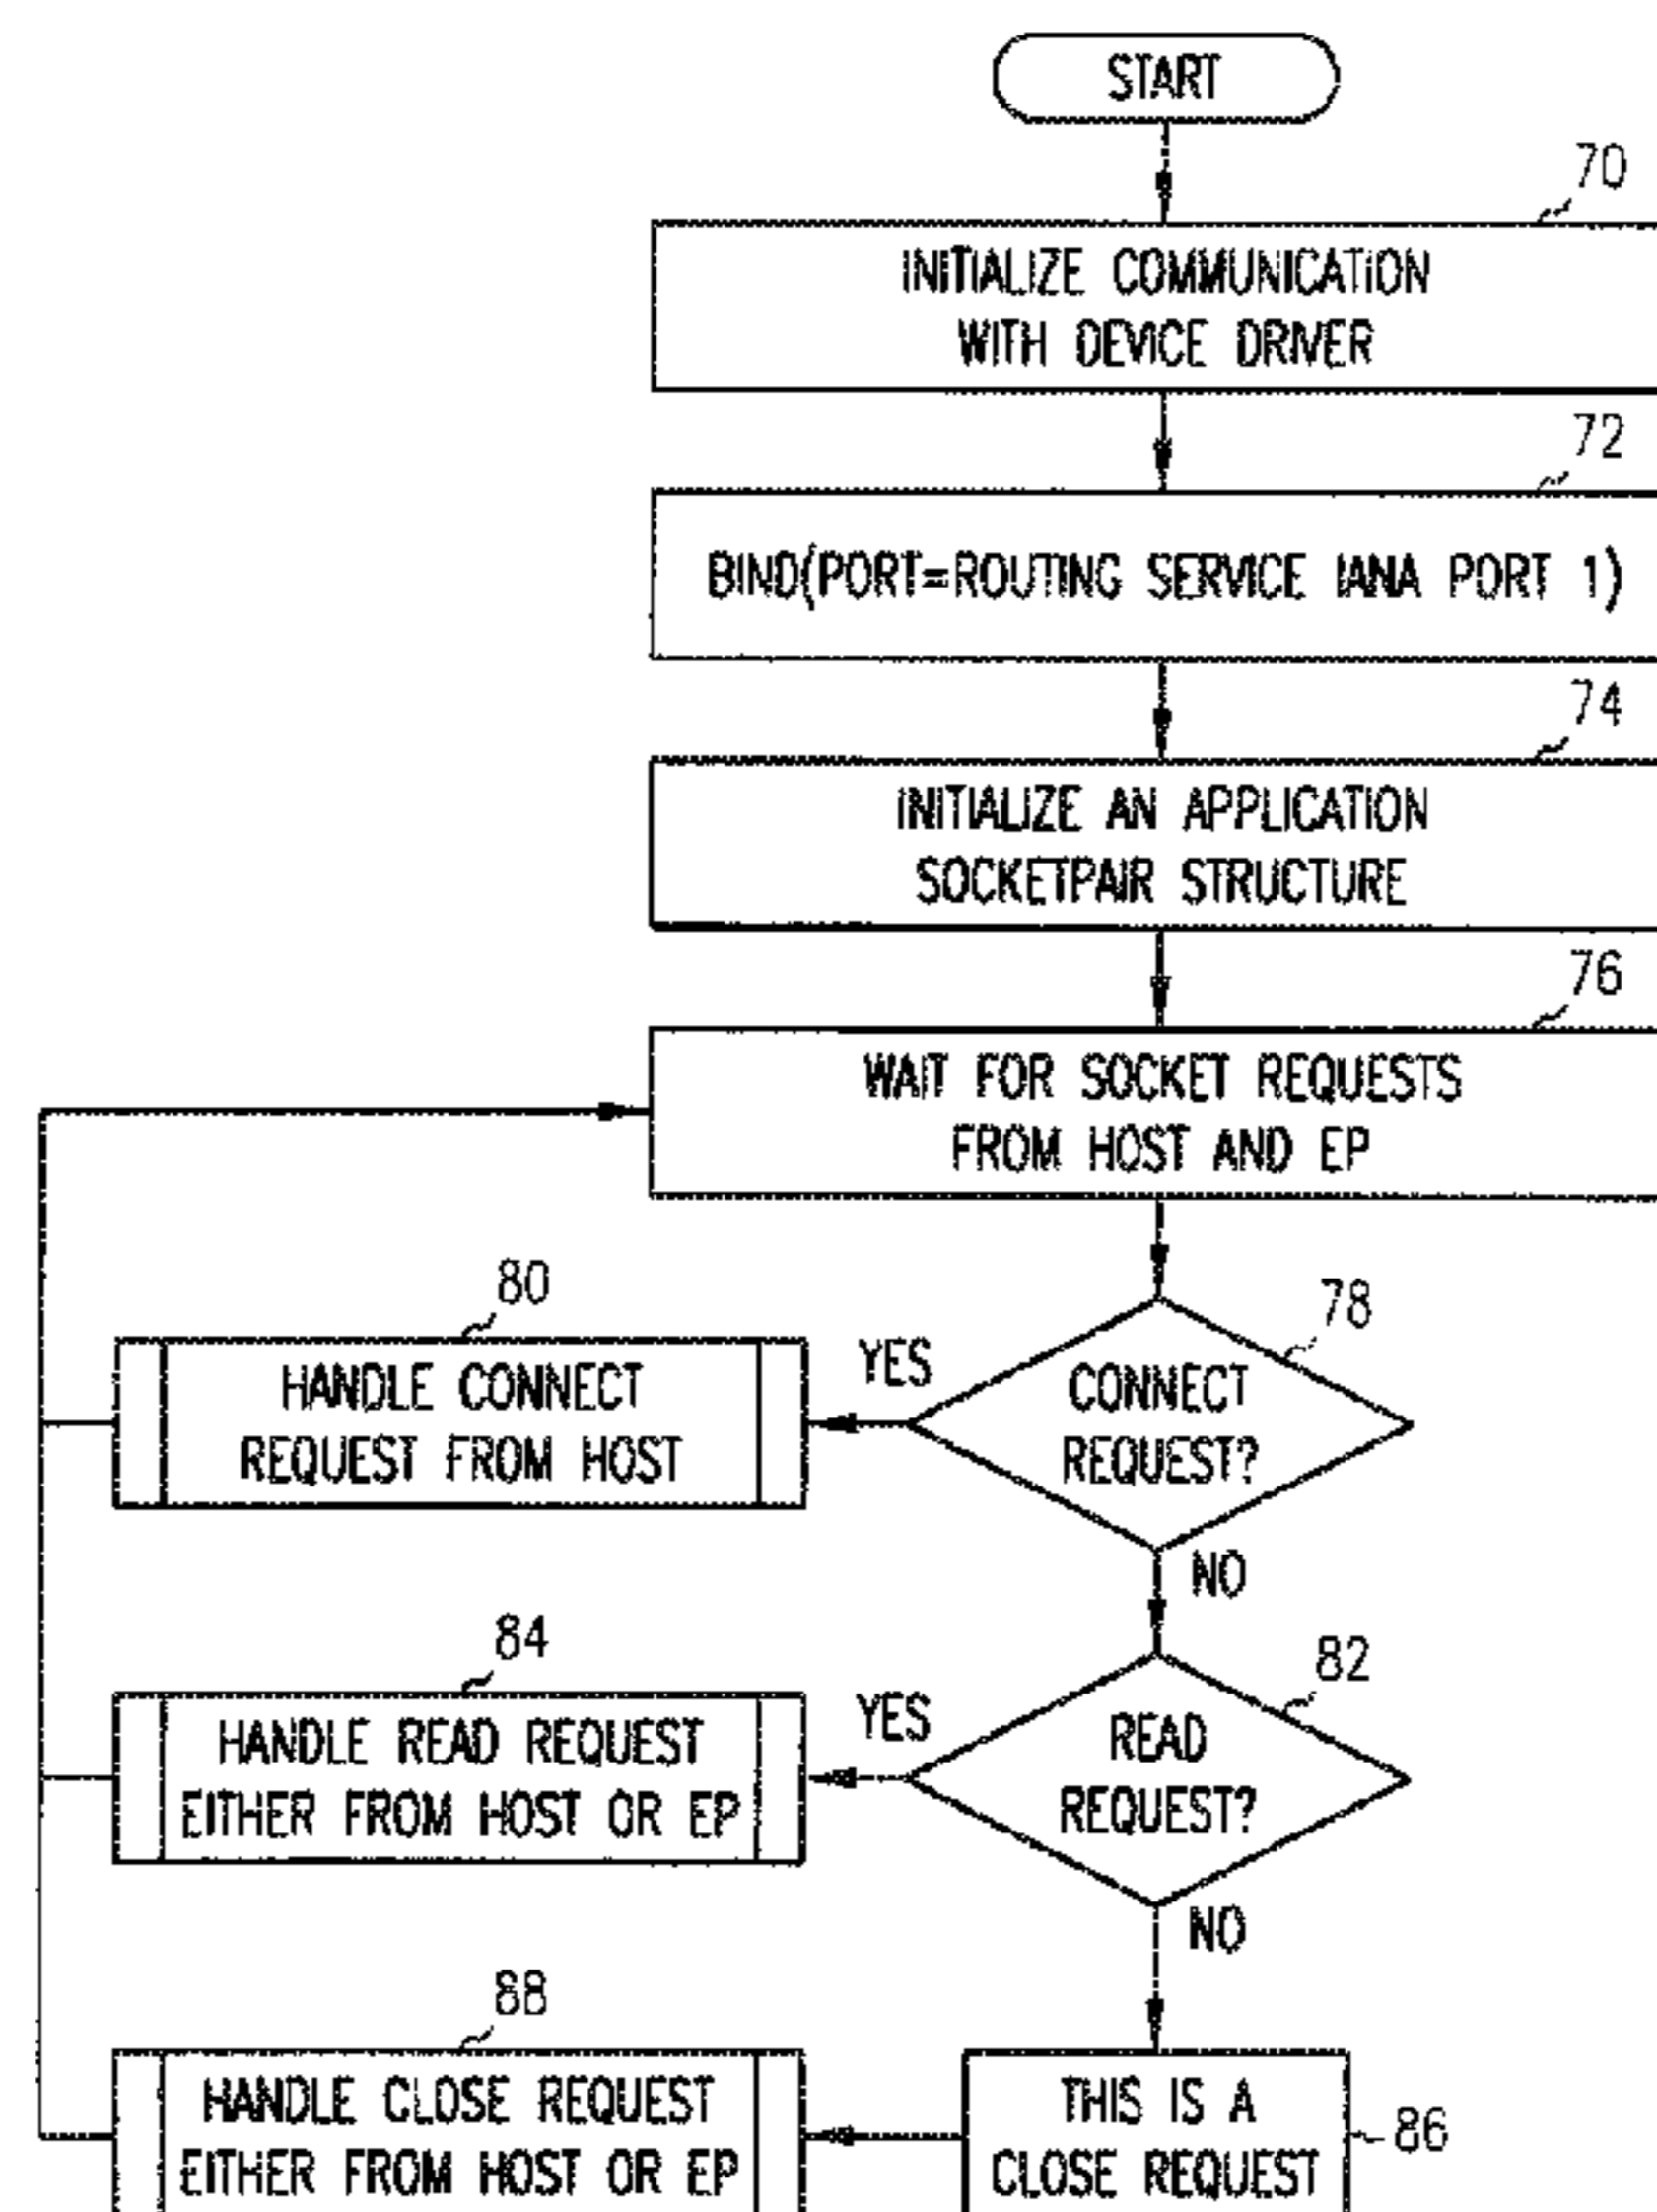 START
70
INITIALIZE COMMUNICATION
WITH DEVICE DRIVER
72
BIND(PORT=ROUTING SERVICE IANA PORT 1)
74
INITIALIZE AN APPLICATION
SOCKETPAIR STRUCTURE
76
WAIT FOR SOCKET REQUESTS
FROM HOST AND EP
80
78
HANDLE CONNECT
REQUEST FROM HOST
YES
CONNECT
REQUEST?
NO
84
82
HANDLE READ REQUEST
EITHER FROM HOST OR EP
YES
READ
REQUEST?
NO
88
HANDLE CLOSE REQUEST
EITHER FROM HOST OR EP
THIS IS A
CLOSE REQUEST
86